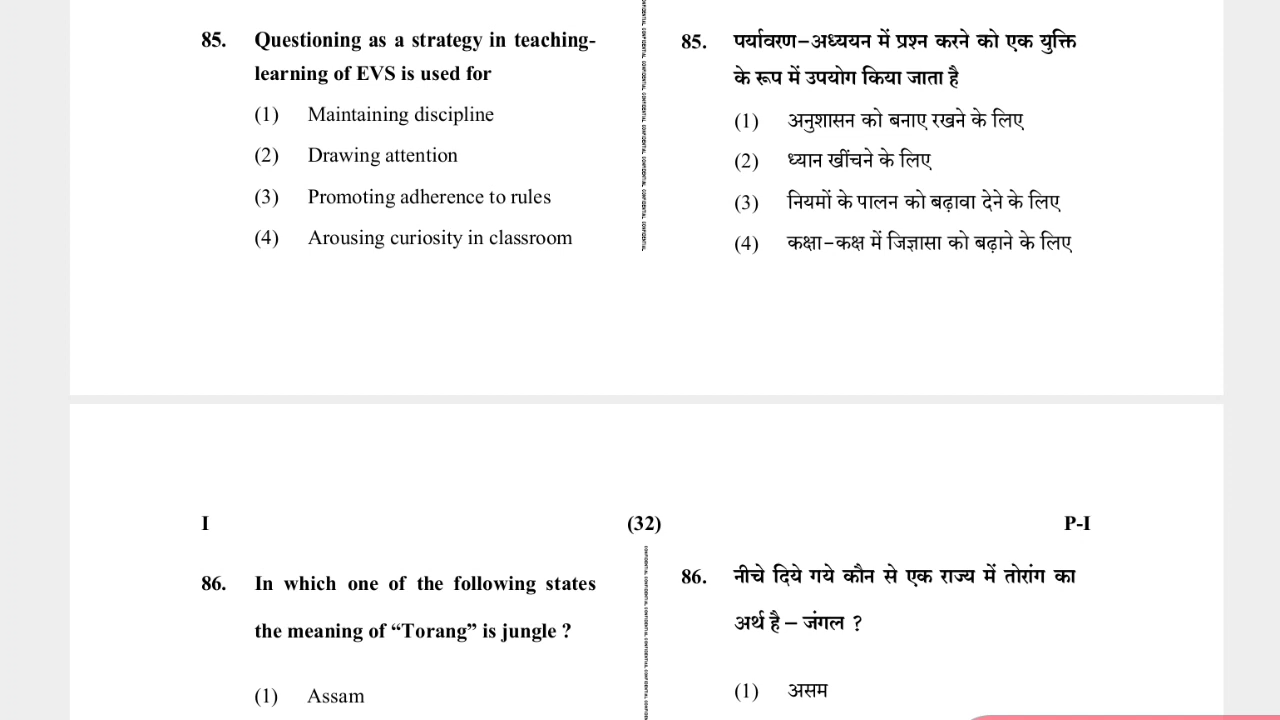 85. Questioning as a strategy in teaching-
learning of EVS is used for
(1) Maintaining discipline
(2) Drawing attention
(3) Promoting adherence to rules
(4) Arousing curiosity in classroom
85. पर्यावरण–अध्ययन में प्रश्न करने को एक युक्ति
के रूप में उपयोग किया जाता है
(1) अनुशासन को बनाए रखने के लिए
(2) ध्यान खींचने के लिए
(3) नियमों के पालन को बढ़ावा देने के लिए
(4) कक्षा–कक्ष में जिज्ञासा को बढ़ाने के लिए
I (32) P-I
86. In which one of the following states
the meaning of “Torang” is jungle ?
(1) Assam
86. नीचे दिये गये कौन से एक राज्य में तोरांग का
अर्थ है – जंगल ?
(1) असम